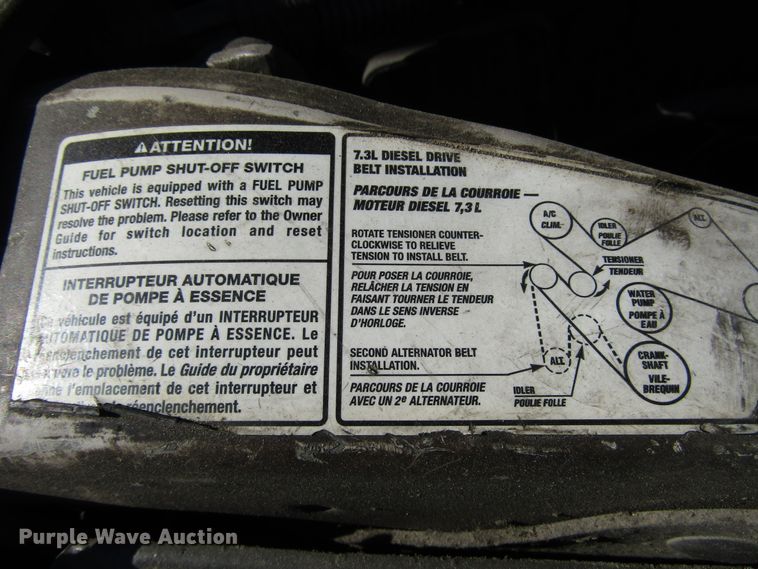 ATTENTION!
FUEL PUMP SHUT-OFF SWITCH
This vehicle is equipped with a FUEL PUMP
SHUT-OFF SWITCH. Resetting this switch may
resolve the problem. Please refer to the Owner
Guide for switch location and reset
instructions.
INTERRUPTEUR AUTOMATIQUE
DE POMPE À ESSENCE
véhicule est équipé d'un INTERRUPTEUR
AUTOMATIQUE DE POMPE À ESSENCE. Le
réenclenchement de cet interrupteur peut
le problème. Le Guide du propriétaire
l'emplacement de cet interrupteur et
réenclenchement.
7.3L DIESEL DRIVE
BELT INSTALLATION
PARCOURS DE LA COURROIE —
MOTEUR DIESEL 7,3 L
ROTATE TENSIONER COUNTER-
CLOCKWISE TO RELIEVE
TENSION TO INSTALL BELT.
POUR POSER LA COURROIE,
RELÂCHER LA TENSION EN
FAISANT TOURNER LE TENDEUR
DANS LE SENS INVERSE
D'HORLOGE.
SECOND ALTERNATOR BELT
INSTALLATION.
PARCOURS DE LA COURROIE
AVEC UN 2e ALTERNATEUR.
A/C
CLIM.
IDLER
POULIE
FOLLE
ALT.
TENSIONER
TENDEUR
WATER
PUMP
POMPE À
EAU
CRANK-
SHAFT
VILE-
BREQUIN
ALT.
IDLER
POULIE FOLLE
Purple Wave Auction